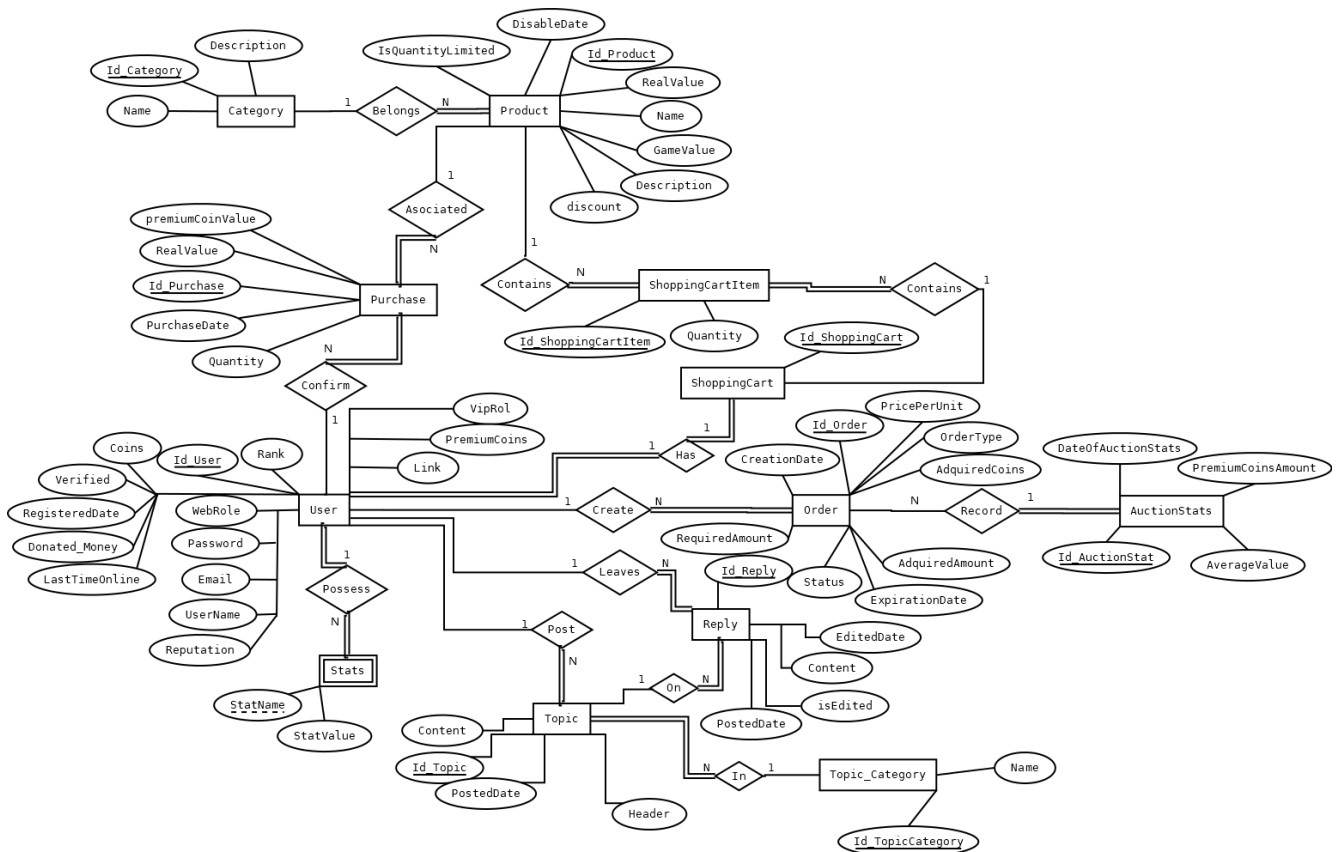 DisableDate
Description
IsQuantityLimited
Id_Product
Id_Category
RealValue
Name
Category
1
Belongs
N
Product
Name
GameValue
Description
1
discount
Asociated
premiumCoinValue
N
1
RealValue
N
N
1
Id_Purchase
Contains
ShoppingCartItem
Contains
Purchase
PurchaseDate
Id_ShoppingCartItem
Quantity
Id_ShoppingCart
N
Quantity
Confirm
ShoppingCart
VipRol
PricePerUnit
1
Id_Order
1
Coins
PremiumCoins
OrderType
Id_User
Rank
1
Has
DateOfAuctionStats
Link
CreationDate
AdquiredCoins
PremiumCoinsAmount
Verified
WebRole
User
1
Create
N
Order
N
Record
1
AuctionStats
RegisteredDate
Password
RequiredAmount
Donated_Money
1
Leaves
N
Id_Reply
AdquiredAmount
Id_AuctionStat
AverageValue
LastTimeOnline
Email
1
Possess
Status
ExpirationDate
UserName
N
1
Post
Reply
EditedDate
Reputation
N
Content
Stats
1
On
N
StatName
isEdited
StatValue
Content
Topic
PostedDate
Id_Topic
N
In
1
Topic_Category
Name
PostedDate
Header
Id_TopicCategory